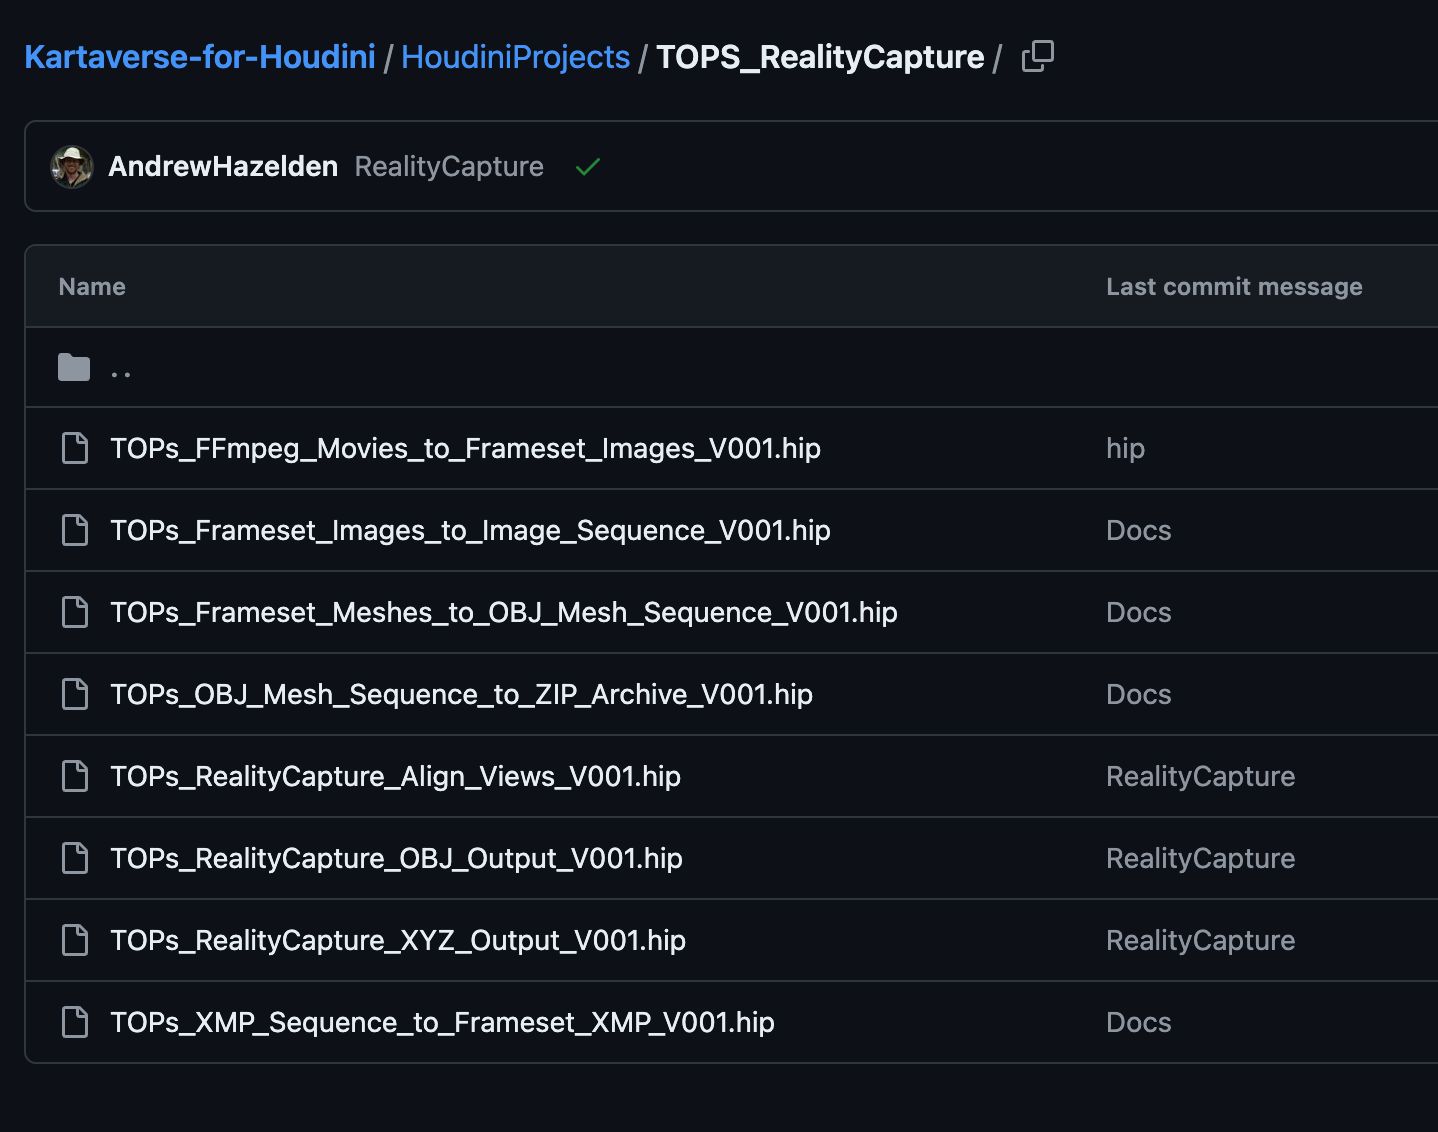 Kartaverse-for-Houdini / HoudiniProjects / TOPS_RealityCapture /
AndrewHazelden RealityCapture
Name Last commit message
..
TOPs_FFmpeg_Movies_to_Frameset_Images_V001.hip hip
TOPs_Frameset_Images_to_Image_Sequence_V001.hip Docs
TOPs_Frameset_Meshes_to_OBJ_Mesh_Sequence_V001.hip Docs
TOPs_OBJ_Mesh_Sequence_to_ZIP_Archive_V001.hip Docs
TOPs_RealityCapture_Align_Views_V001.hip RealityCapture
TOPs_RealityCapture_OBJ_Output_V001.hip RealityCapture
TOPs_RealityCapture_XYZ_Output_V001.hip RealityCapture
TOPs_XMP_Sequence_to_Frameset_XMP_V001.hip Docs